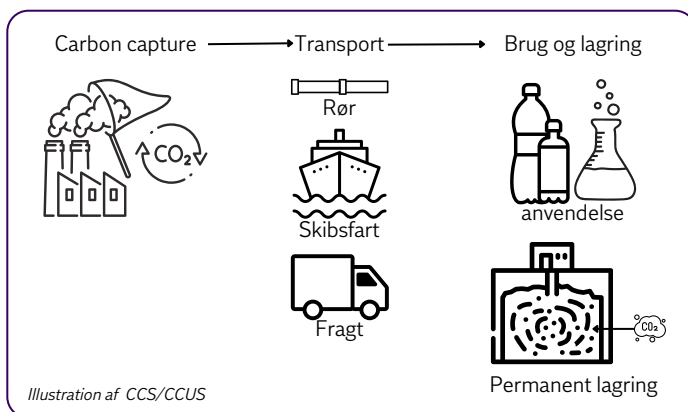 Carbon capture
Transport
Brug og lagring
CO₂
Rør
Skibsfart
Fragt
anvendelse
CO₂
Permanent lagring
Illustration af CCS/CCUS